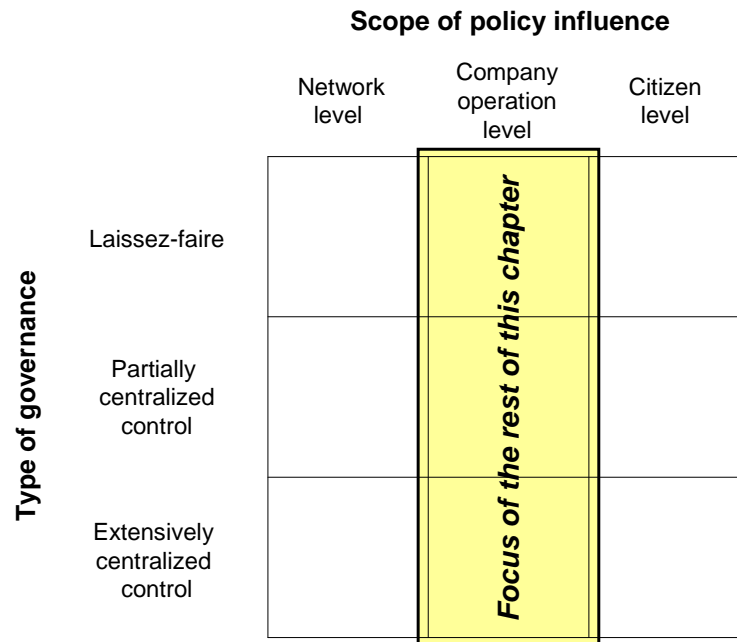 Scope of policy influence
Network
level
Company
operation
level
Citizen
level
Type of governance
Laissez-faire
Partially
centralized
control
Extensively
centralized
control
Focus of the rest of this chapter